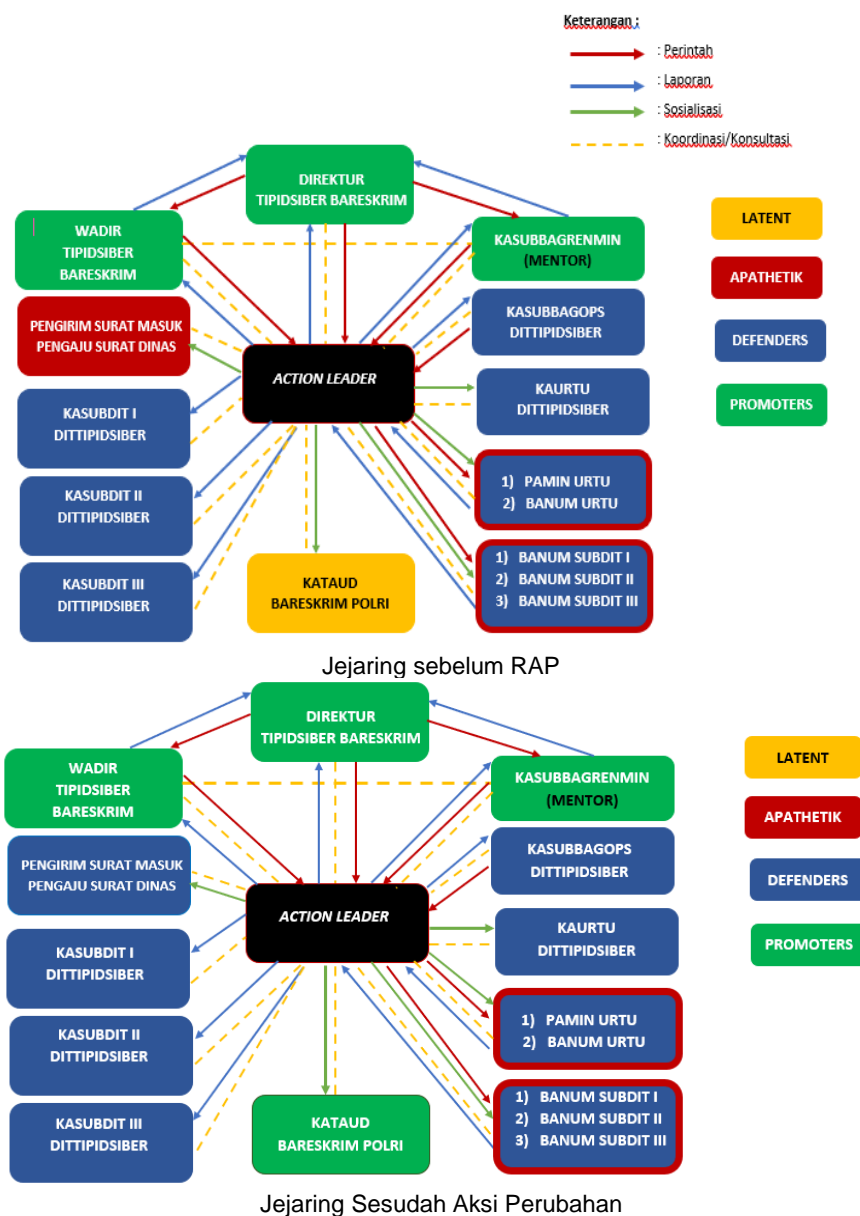 Keterangan :
: Perintah
: Laporan
: Sosialisasi
: Koordinasi/Konsultasi
DIREKTUR
TIPIDSIBER BARESKRIM
WADIR
TIPIDSIBER
BARESKRIM
KASUBBAGRENMIN
(MENTOR)
LATENT
PENGIRIM SURAT MASUK
PENGAJU SURAT DINAS
KASUBBAGOPS
DITTIPIDSIBER
APATHETIK
ACTION LEADER
DEFENDERS
KASUBDIT I
DITTIPIDSIBER
KAURTU
DITTIPIDSIBER
PROMOTERS
KASUBDIT II
DITTIPIDSIBER
1) PAMIN URTU
2) BANUM URTU
KASUBDIT III
DITTIPIDSIBER
KATAUD
BARESKRIM POLRI
1) BANUM SUBDIT I
2) BANUM SUBDIT II
3) BANUM SUBDIT III
Jejaring sebelum RAP
DIREKTUR
TIPIDSIBER BARESKRIM
WADIR
TIPIDSIBER
BARESKRIM
KASUBBAGRENMIN
(MENTOR)
LATENT
PENGIRIM SURAT MASUK
PENGAJU SURAT DINAS
KASUBBAGOPS
DITTIPIDSIBER
APATHETIK
ACTION LEADER
DEFENDERS
KASUBDIT I
DITTIPIDSIBER
KAURTU
DITTIPIDSIBER
PROMOTERS
KASUBDIT II
DITTIPIDSIBER
1) PAMIN URTU
2) BANUM URTU
KASUBDIT III
DITTIPIDSIBER
KATAUD
BARESKRIM POLRI
1) BANUM SUBDIT I
2) BANUM SUBDIT II
3) BANUM SUBDIT III
Jejaring Sesudah Aksi Perubahan